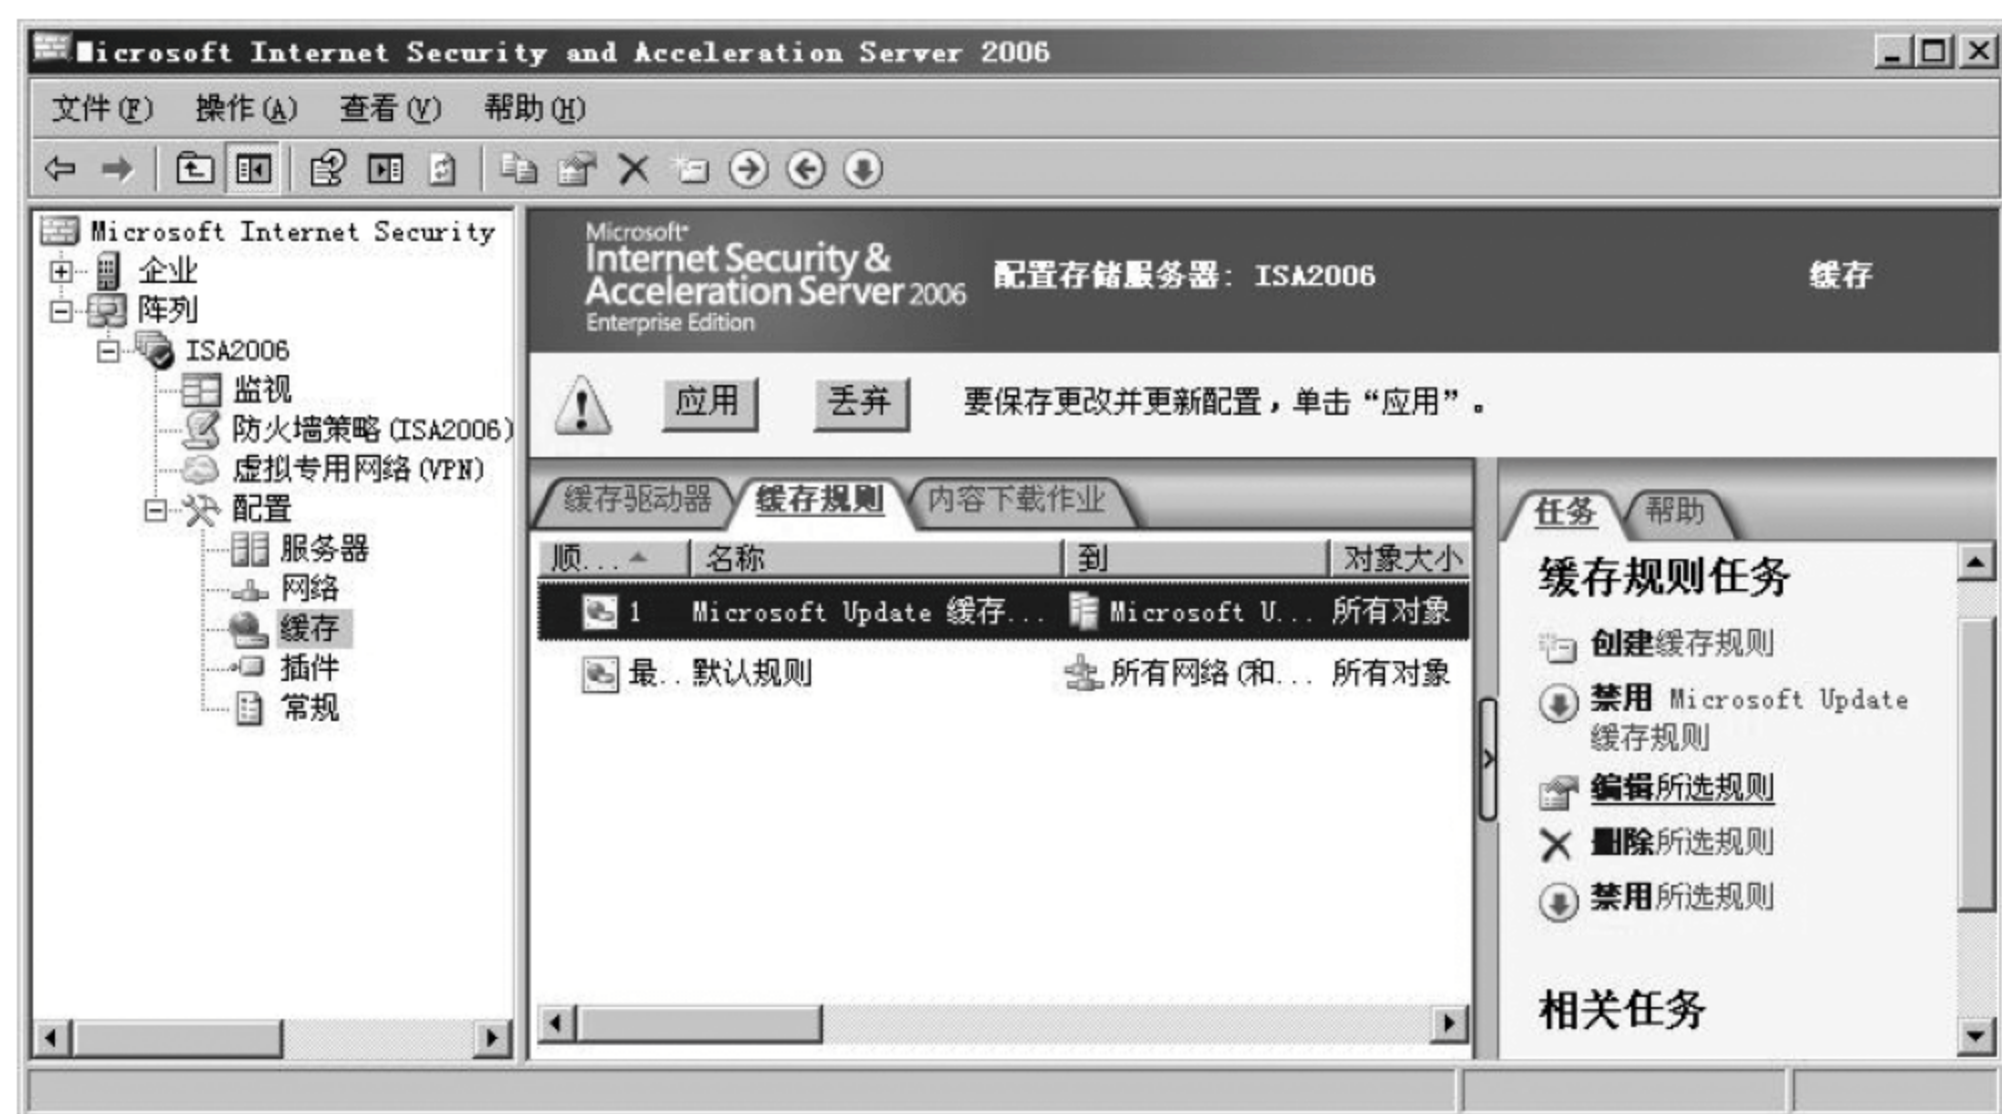 Microsoft Internet Security and Acceleration Server 2006
文件(F) 操作(A) 查看(V) 帮助(H)
Microsoft Internet Security
企业
阵列
ISA2006
监视
防火墙策略(ISA2006)
虚拟专用网络(VPN)
配置
服务器
网络
缓存
插件
常规
Microsoft
Internet Security &
Acceleration Server 2006
Enterprise Edition
配置存储服务器: ISA2006
缓存
应用 丢弃 要保存更改并更新配置，单击“应用”。
缓存驱动器 缓存规则 内容下载作业
顺... 名称 到 对象大小
1 Microsoft Update 缓存... Microsoft U... 所有对象
最.. 默认规则 所有网络(和... 所有对象
任务 帮助
缓存规则任务
创建缓存规则
禁用 Microsoft Update
缓存规则
编辑所选规则
删除所选规则
禁用所选规则
相关任务